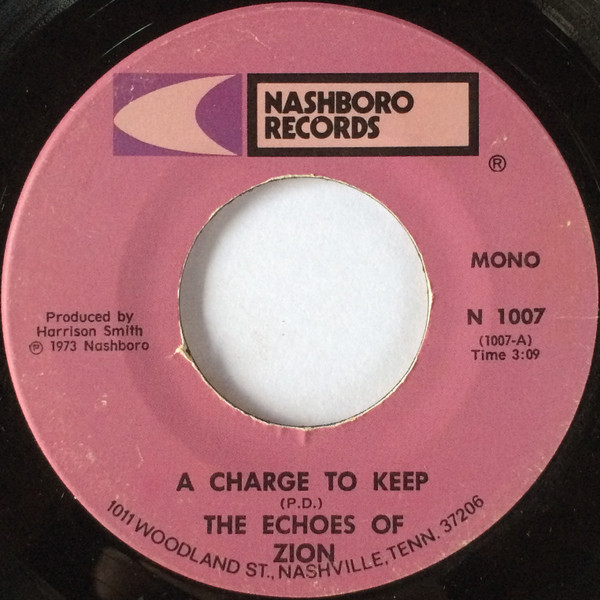 NASHBORO
RECORDS
®
MONO
N 1007
(1007-A)
Time 3:09
Produced by
Harrison Smith
℗ 1973 Nashboro
A CHARGE TO KEEP
(P.D.)
THE ECHOES OF
ZION
1011 WOODLAND ST., NASHVILLE, TENN. 37206